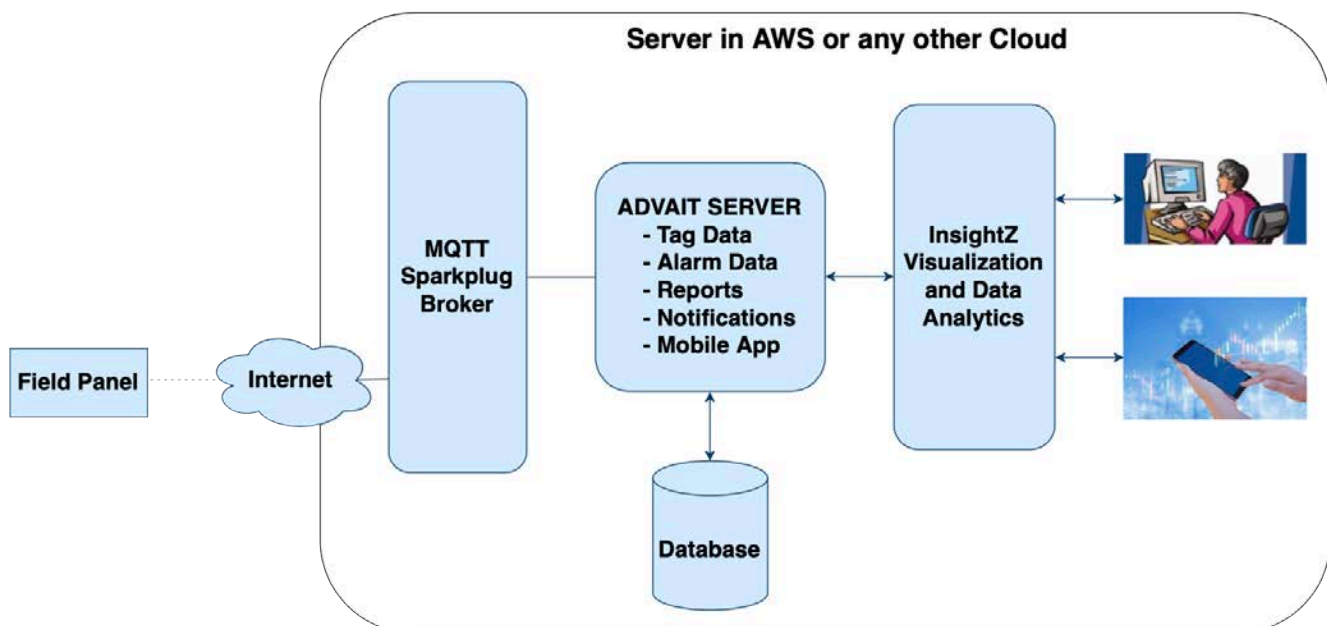 Server in AWS or any other Cloud
MQTT
Sparkplug
Broker
ADVAIT SERVER
- Tag Data
- Alarm Data
- Reports
- Notifications
- Mobile App
InsightZ
Visualization
and Data
Analytics
Field Panel
Internet
Database